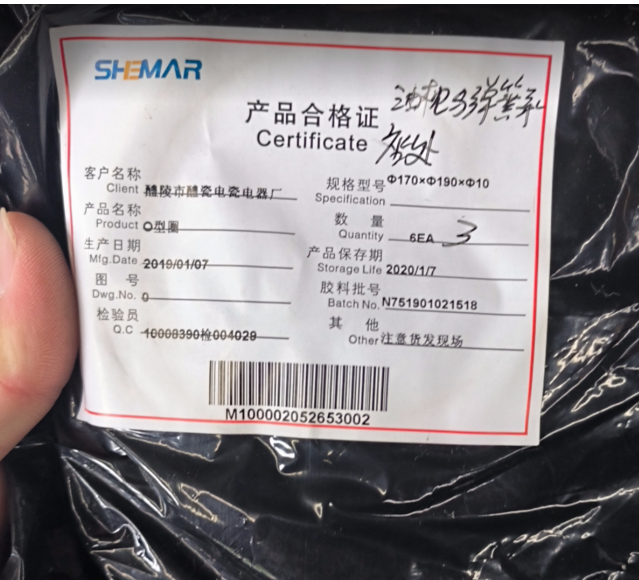 SHEMAR
产品合格证
Certificate
客户名称
Client 醴陵市醴瓷电瓷电器厂
规格型号 Φ170×Φ190×Φ10
Specification
产品名称
Product O型圈
数 量
Quantity 6EA 3
生产日期
Mfg.Date 2019/01/07
产品保存期
Storage Life 2020/1/7
图 号
Dwg.No. 0
胶料批号
Batch No. N751901021518
检验员
Q.C 10008390检004029
其 他
Other 注意货发现场
M100002052653002